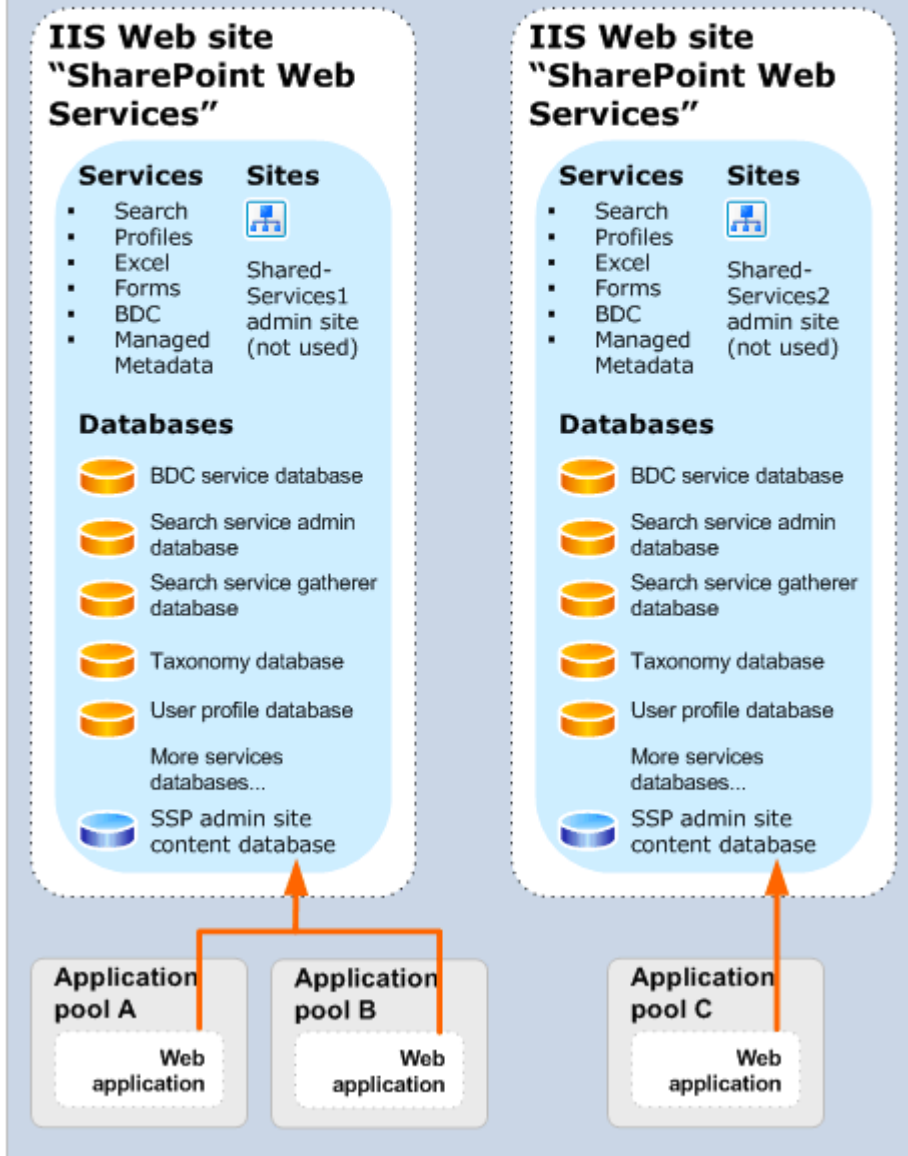 IIS Web site
“SharePoint Web
Services”
Services
▪ Search
▪ Profiles
▪ Excel
▪ Forms
▪ BDC
▪ Managed
Metadata
Sites
Shared-
Services1
admin site
(not used)
Databases
BDC service database
Search service admin
database
Search service gatherer
database
Taxonomy database
User profile database
More services
databases...
SSP admin site
content database
IIS Web site
“SharePoint Web
Services”
Services
▪ Search
▪ Profiles
▪ Excel
▪ Forms
▪ BDC
▪ Managed
Metadata
Sites
Shared-
Services2
admin site
(not used)
Databases
BDC service database
Search service admin
database
Search service gatherer
database
Taxonomy database
User profile database
More services
databases...
SSP admin site
content database
Application
pool A
Web
application
Application
pool B
Web
application
Application
pool C
Web
application